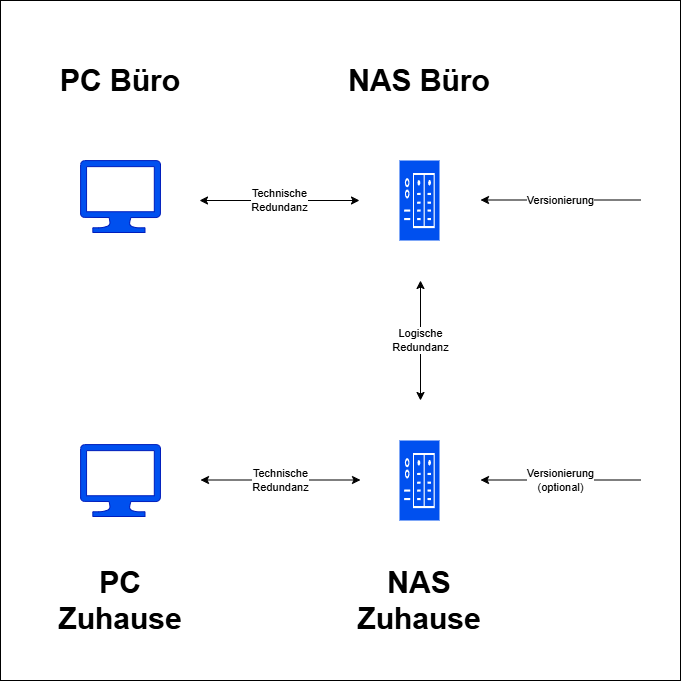 PC Büro
NAS Büro
Technische
Redundanz
Versionierung
Logische
Redundanz
Technische
Redundanz
Versionierung
(optional)
PC
Zuhause
NAS
Zuhause